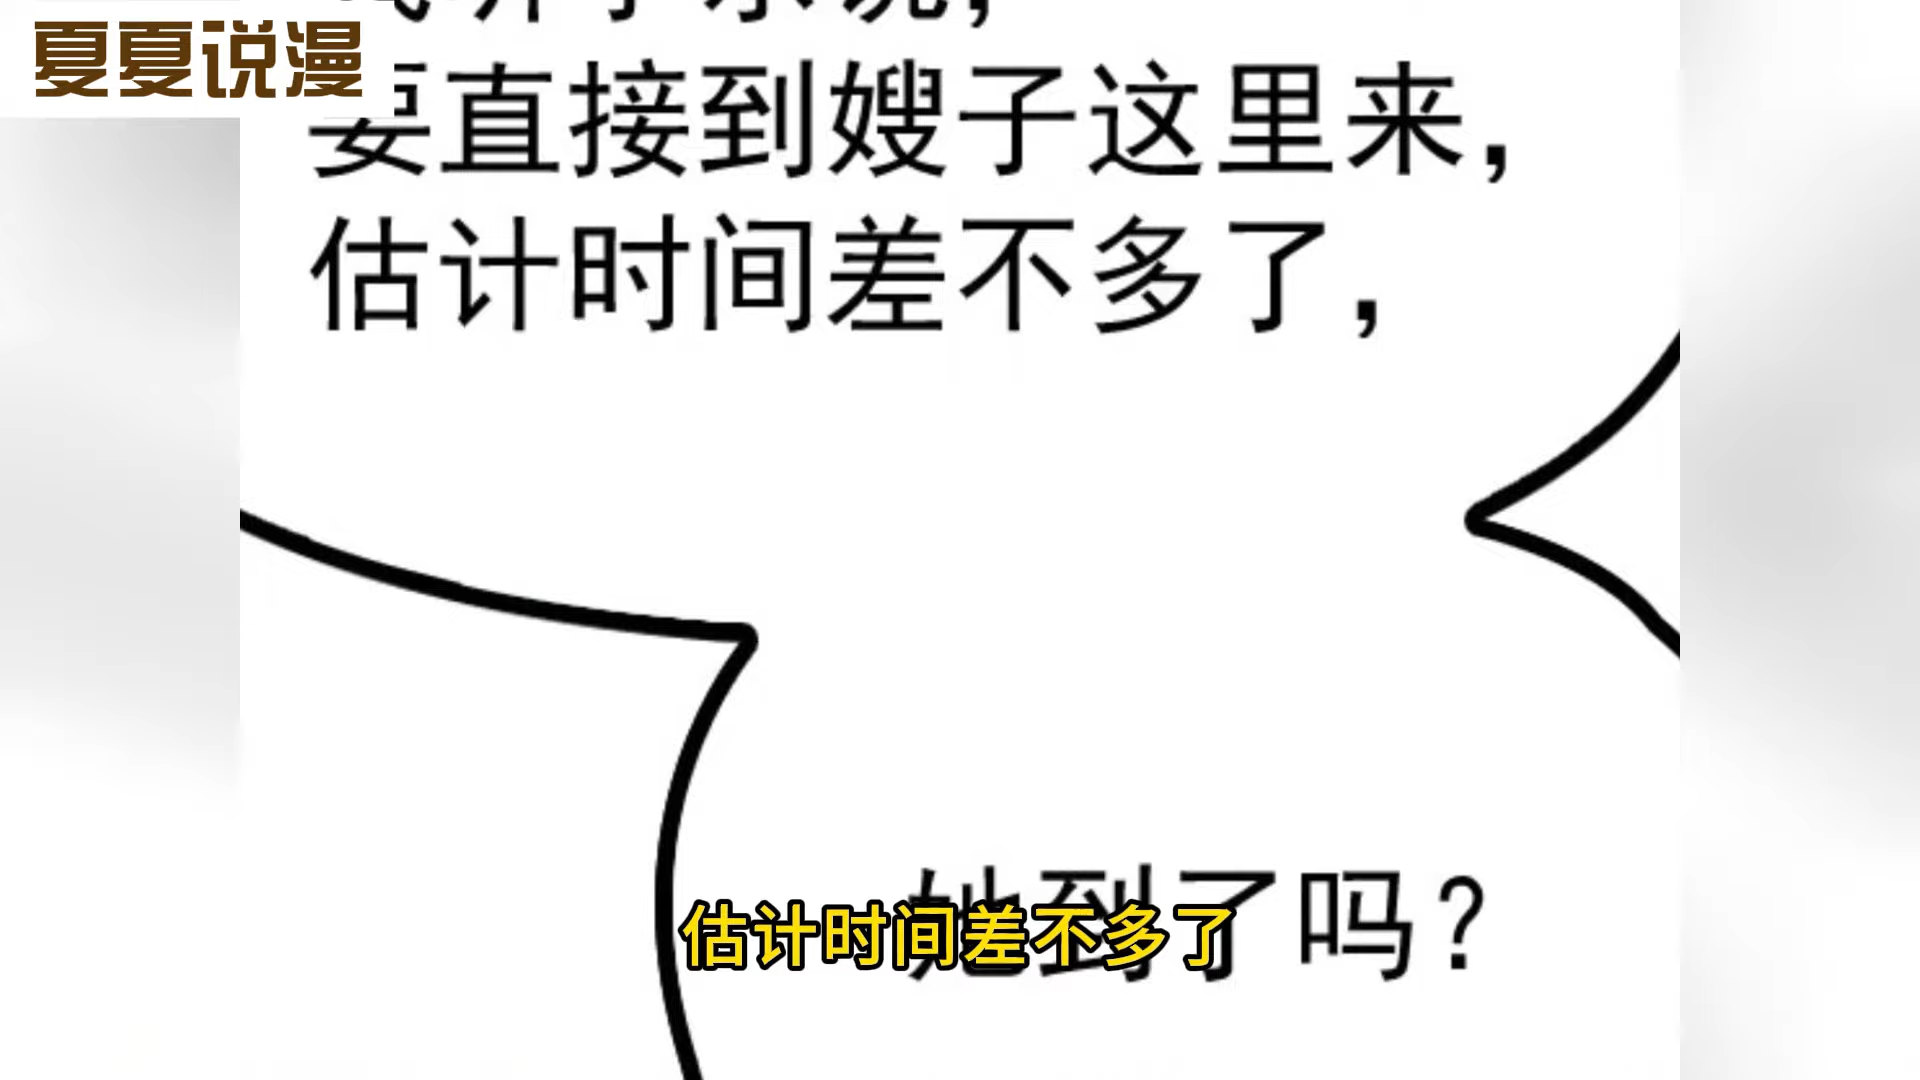 夏夏说漫
要直接到嫂子这里来，
估计时间差不多了，
她到了吗？
估计时间差不多了